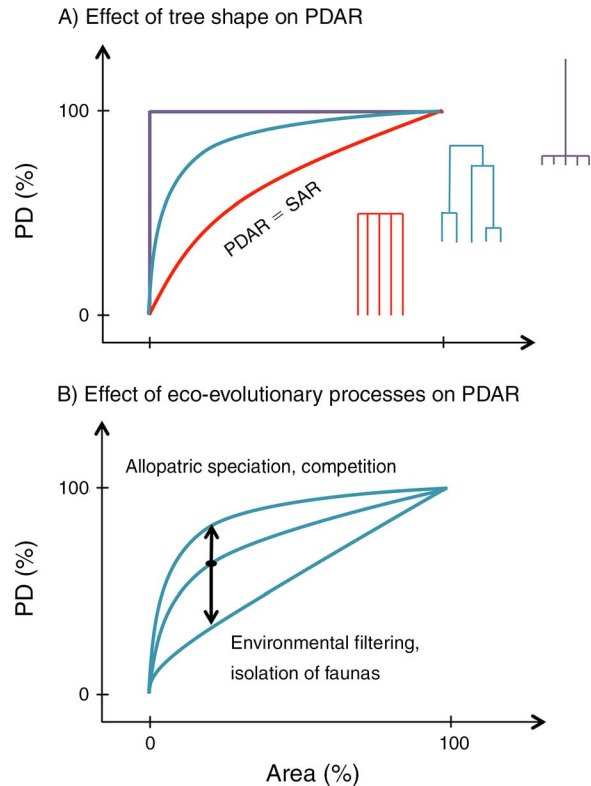 A) Effect of tree shape on PDAR
100
PD (%)
PDAR = SAR
0
B) Effect of eco-evolutionary processes on PDAR
Allopatric speciation, competition
100
PD (%)
Environmental filtering,
isolation of faunas
0
0
100
Area (%)